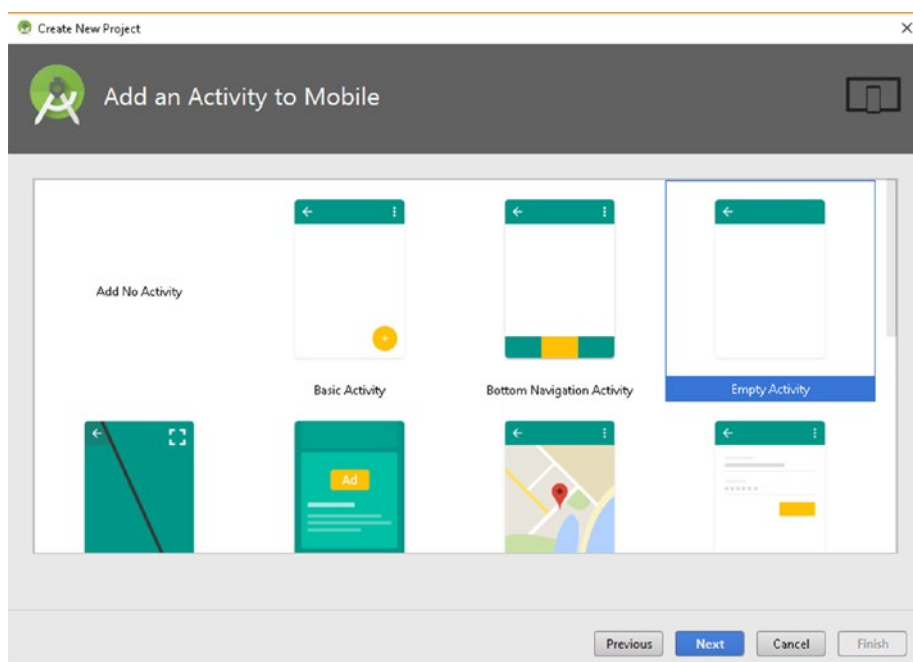 Create New Project
Add an Activity to Mobile
Add No Activity
Basic Activity
Bottom Navigation Activity
Empty Activity
Ad
Previous
Next
Cancel
Finish